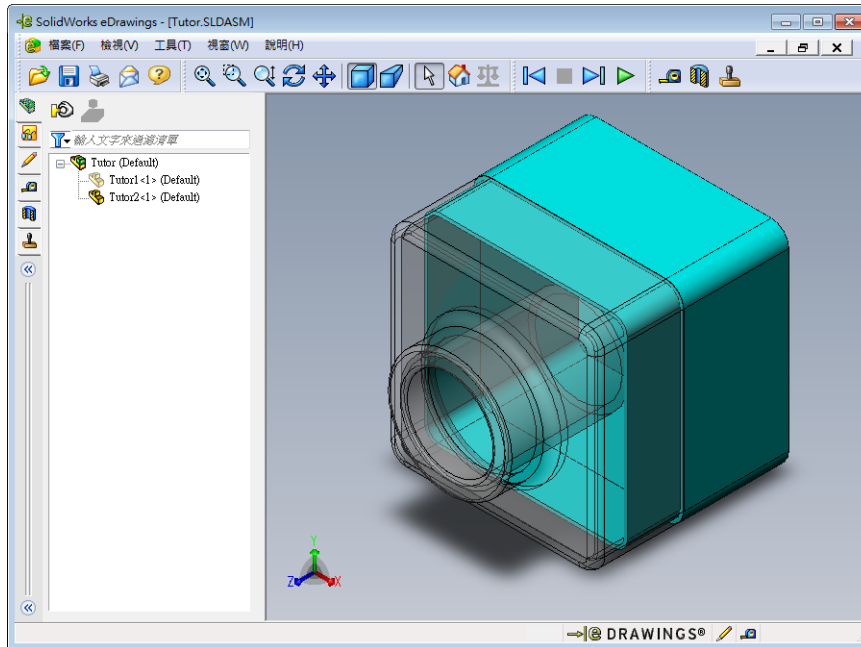 SolidWorks eDrawings - [Tutor.SLDASM]
檔案(F) 檢視(V) 工具(T) 視窗(W) 說明(H)
輸入文字來過濾清單
Tutor (Default)
Tutor1<1> (Default)
Tutor2<1> (Default)
Y
Z X
DRAWINGS®